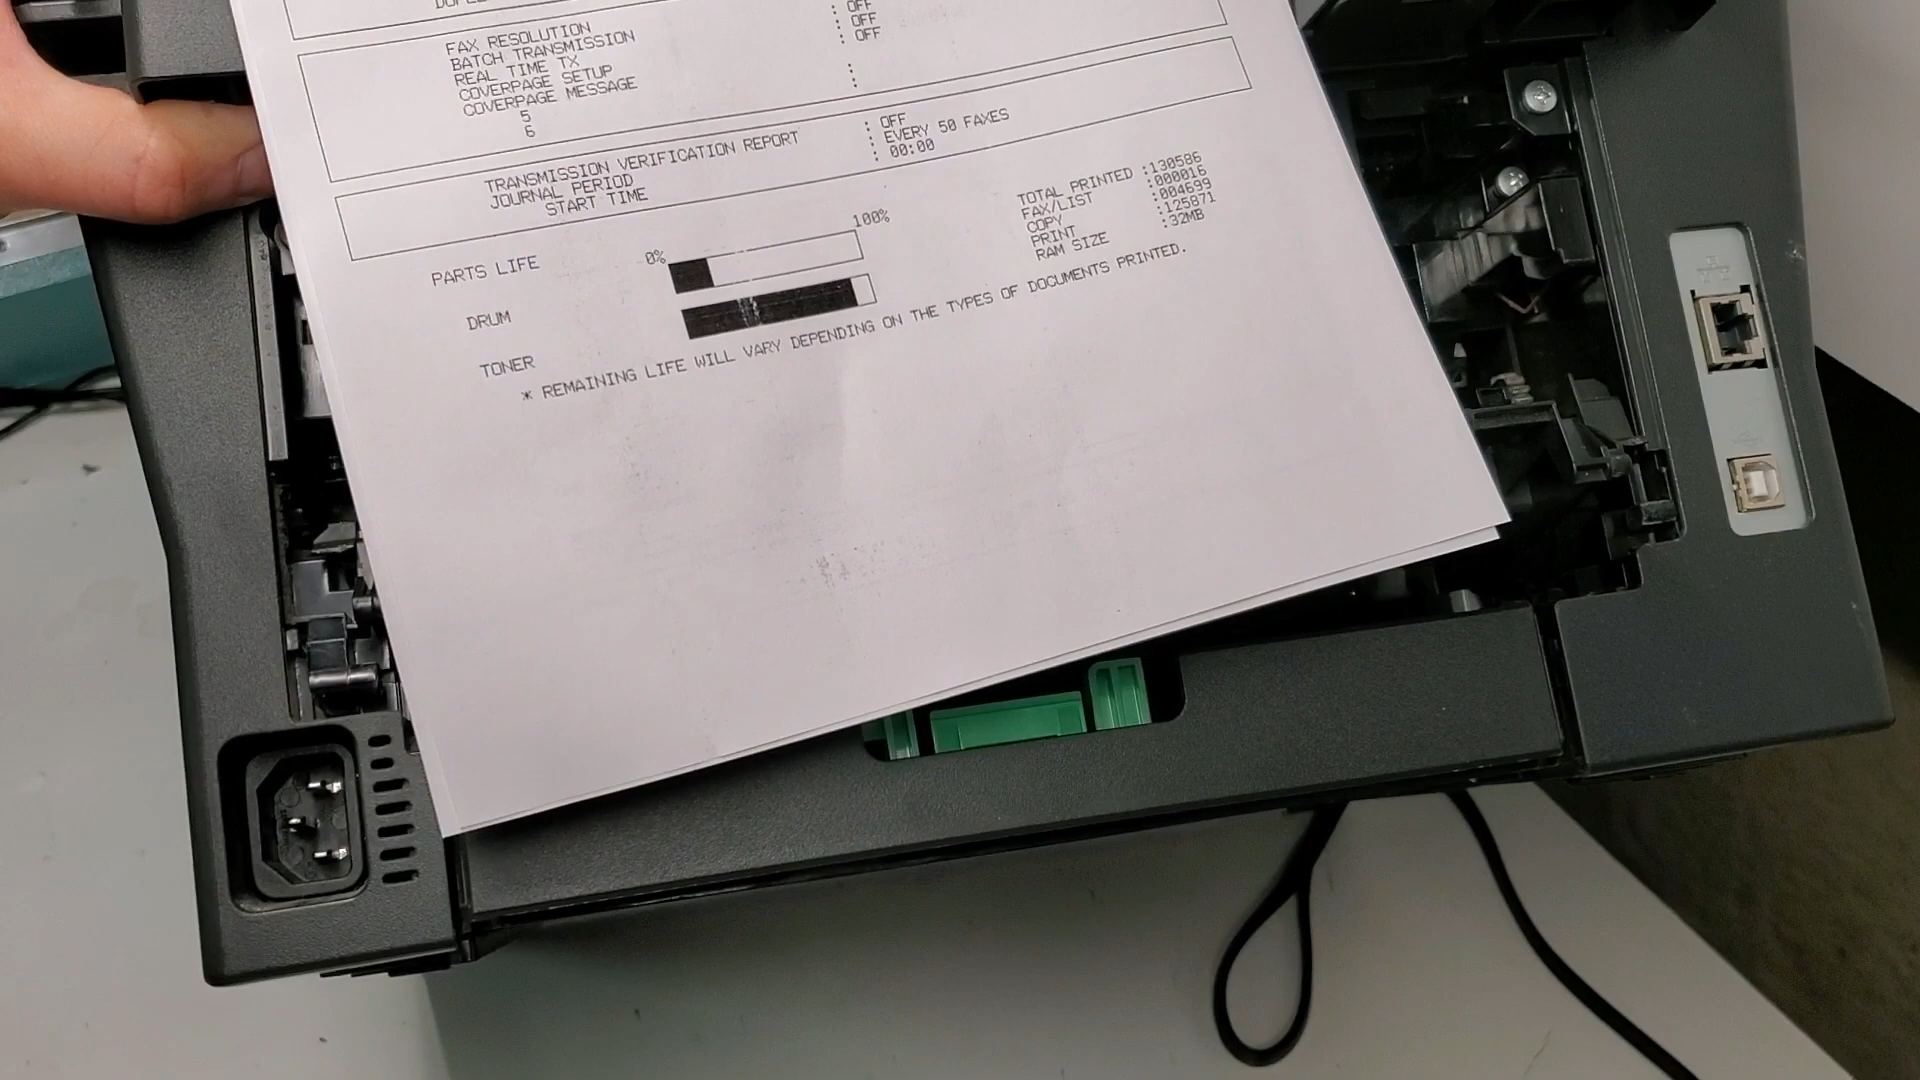 FAX RESOLUTION
BATCH TRANSMISSION : OFF
REAL TIME TX : OFF
COVERPAGE SETUP : OFF
COVERPAGE MESSAGE
5 :
6 :
TRANSMISSION VERIFICATION REPORT : OFF
JOURNAL PERIOD : EVERY 50 FAXES
START TIME : 00:00
PARTS LIFE 0% 100%
DRUM
TONER
TOTAL PRINTED :130586
FAX/LIST :000016
COPY :004699
PRINT :125871
RAM SIZE :32MB
* REMAINING LIFE WILL VARY DEPENDING ON THE TYPES OF DOCUMENTS PRINTED.